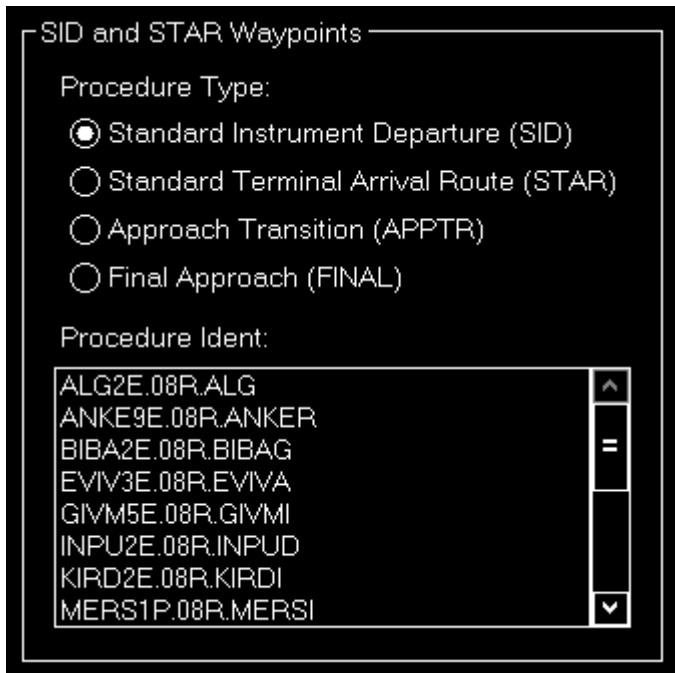 SID and STAR Waypoints
Procedure Type:
Standard Instrument Departure (SID)
Standard Terminal Arrival Route (STAR)
Approach Transition (APPTR)
Final Approach (FINAL)
Procedure Ident:
ALG2E.08R.ALG
ANKE9E.08R.ANKER
BIBA2E.08R.BIBAG
EVIV3E.08R.EVIVA
GIVM5E.08R.GIVMI
INPU2E.08R.INPUD
KIRD2E.08R.KIRDI
MERS1P.08R.MERSI